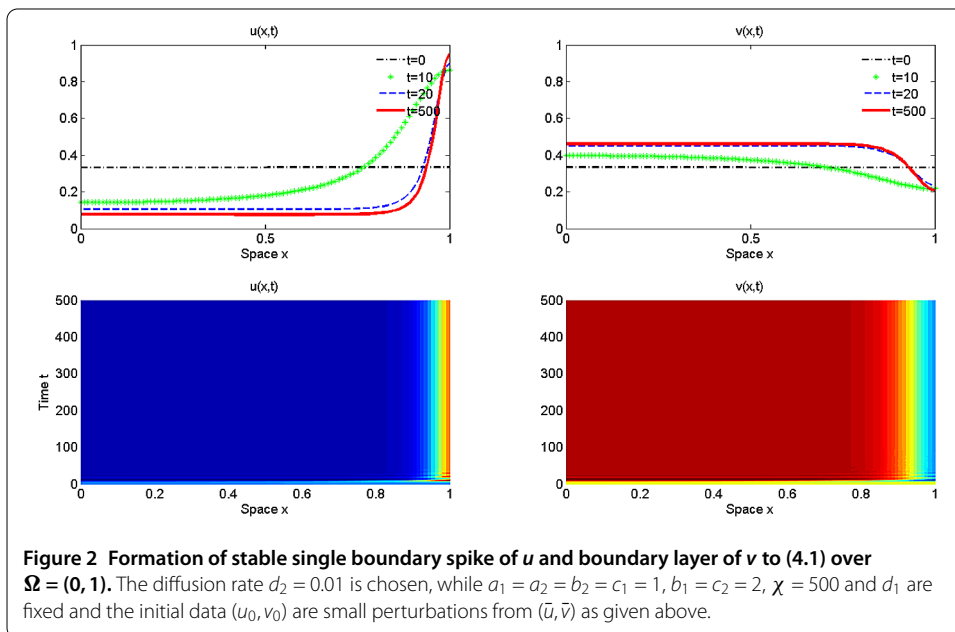 u(x,t)
1
0.8
0.6
0.4
0.2
0
t=0
t=10
t=20
t=500
0
0.5
1
Space x
v(x,t)
1
0.8
0.6
0.4
0.2
0
t=0
t=10
t=20
t=500
0
0.5
1
Space x
u(x,t)
500
400
300
200
100
0
Time t
0
0.2
0.4
0.6
0.8
1
Space x
v(x,t)
500
400
300
200
100
0
0
0.2
0.4
0.6
0.8
1
Space x
Figure 2 Formation of stable single boundary spike of u and boundary layer of v to (4.1) over
Ω = (0, 1). The diffusion rate d₂ = 0.01 is chosen, while a₁ = a₂ = b₂ = c₁ = 1, b₁ = c₂ = 2, χ = 500 and d₁ are
fixed and the initial data (u₀, v₀) are small perturbations from (ū, v̄) as given above.